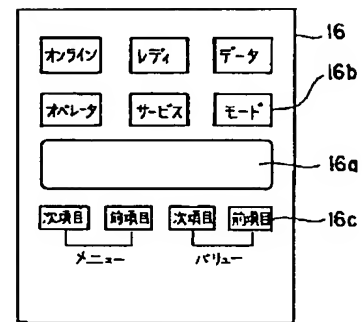 16
オンライン レディ データ
オペレータ サービス モード 16b
16a
次項目 前項目 次項目 前項目 16c
メニュー バリュー